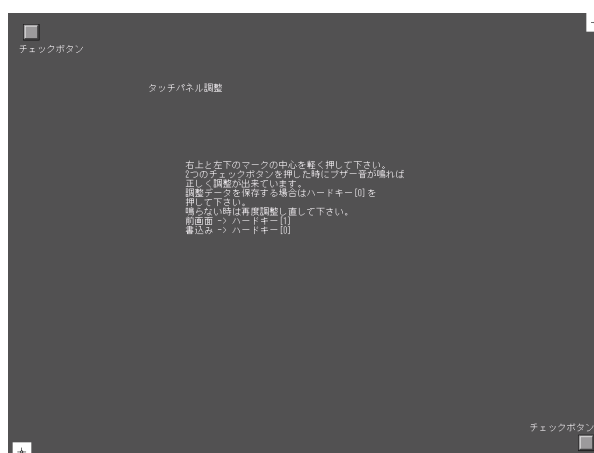 チェックボタン
タッチパネル調整
右上と左下のマークの中心を軽く押して下さい。
2つのチェックボタンを押した時にブザー音が鳴れば
正しく調整が出来ています。
調整データを保存する場合はハードキー[0]を
押して下さい。
鳴らない時は再度調整し直して下さい。
前画面 -> ハードキー[1]
書込み -> ハードキー[0]
チェックボタン